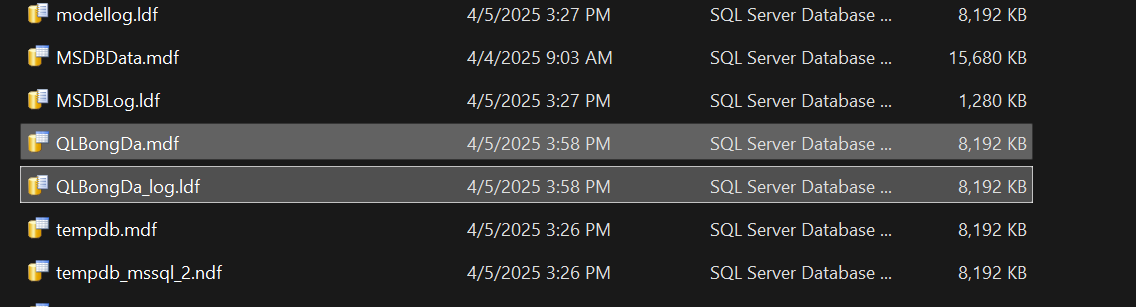 modellog.ldf 4/5/2025 3:27 PM SQL Server Database ... 8,192 KB
MSDBData.mdf 4/4/2025 9:03 AM SQL Server Database ... 15,680 KB
MSDBLog.ldf 4/5/2025 3:27 PM SQL Server Database ... 1,280 KB
QLBongDa.mdf 4/5/2025 3:58 PM SQL Server Database ... 8,192 KB
QLBongDa_log.ldf 4/5/2025 3:58 PM SQL Server Database ... 8,192 KB
tempdb.mdf 4/5/2025 3:26 PM SQL Server Database ... 8,192 KB
tempdb_mssql_2.ndf 4/5/2025 3:26 PM SQL Server Database ... 8,192 KB